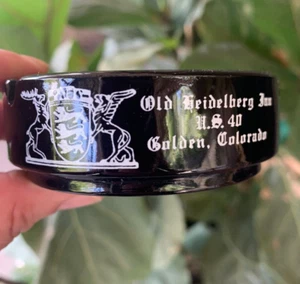 Old Heidelberg Inn
U.S. 40
Golden, Colorado